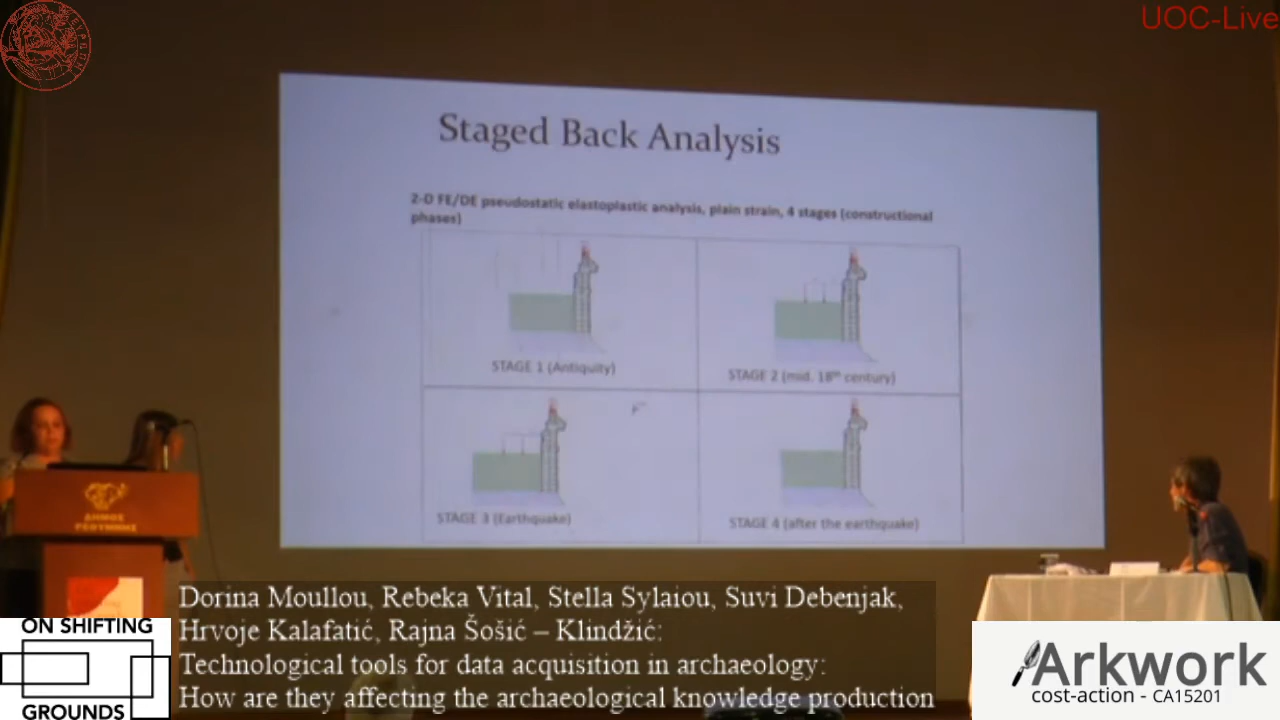 UOC-Live
Staged Back Analysis
2-D FE/DE pseudostatic elastoplastic analysis, plain strain, 4 stages (constructional
phases)
STAGE 1 (Antiquity)
STAGE 2 (mid. 18th century)
STAGE 3 (Earthquake)
STAGE 4 (after the earthquake)
ΔΗΜΟΣ
ΡΕΘΥΜΝΗΣ
Dorina Moullou, Rebeka Vital, Stella Sylaiou, Suvi Debenjak,
Hrvoje Kalafatić, Rajna Šošić – Klindžić:
Technological tools for data acquisition in archaeology:
How are they affecting the archaeological knowledge production
ON SHIFTING
GROUNDS
Arkwork
cost-action - CA15201